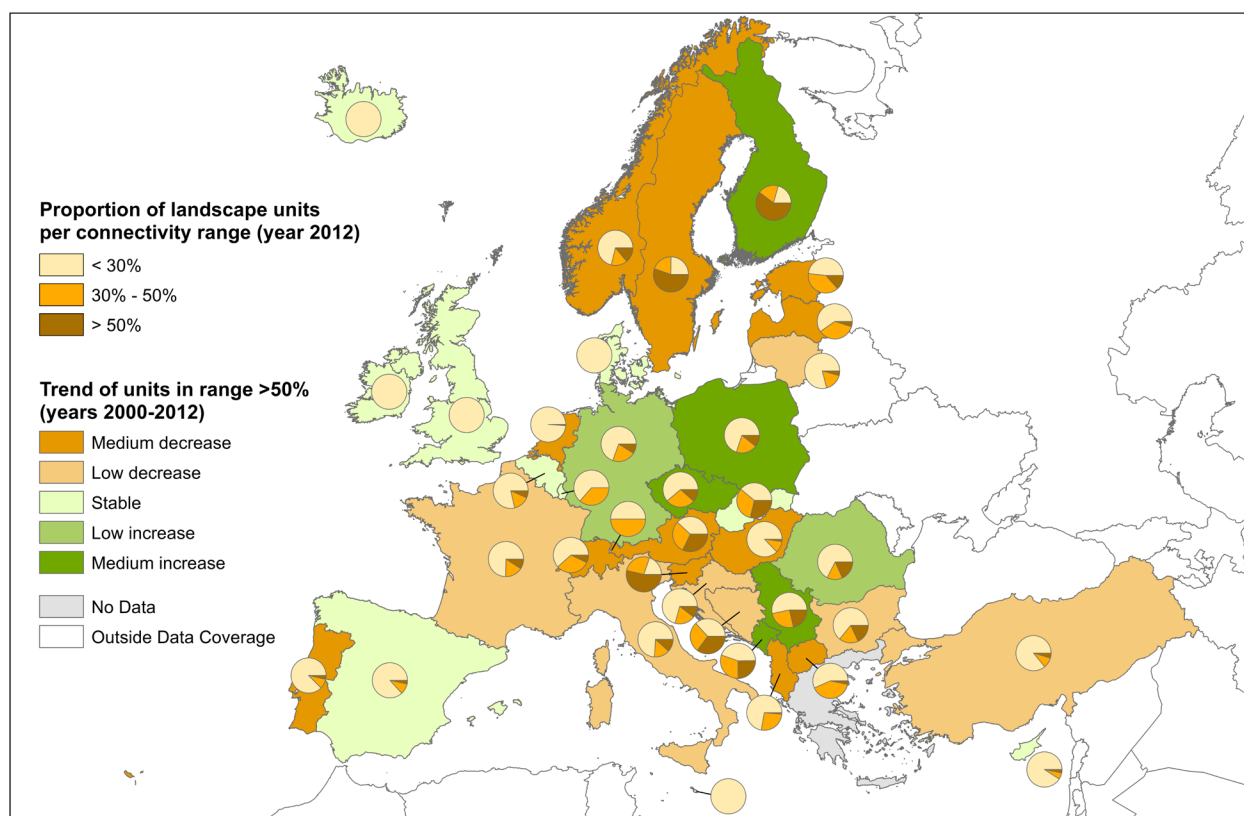 Proportion of landscape units
per connectivity range (year 2012)
< 30%
30% - 50%
> 50%
Trend of units in range >50%
(years 2000-2012)
Medium decrease
Low decrease
Stable
Low increase
Medium increase
No Data
Outside Data Coverage